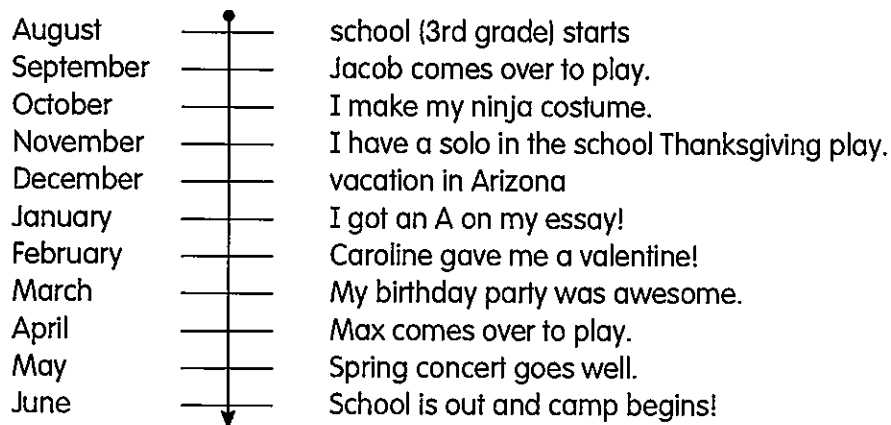 August school (3rd grade) starts
September Jacob comes over to play.
October I make my ninja costume.
November I have a solo in the school Thanksgiving play.
December vacation in Arizona
January I got an A on my essay!
February Caroline gave me a valentine!
March My birthday party was awesome.
April Max comes over to play.
May Spring concert goes well.
June School is out and camp begins!